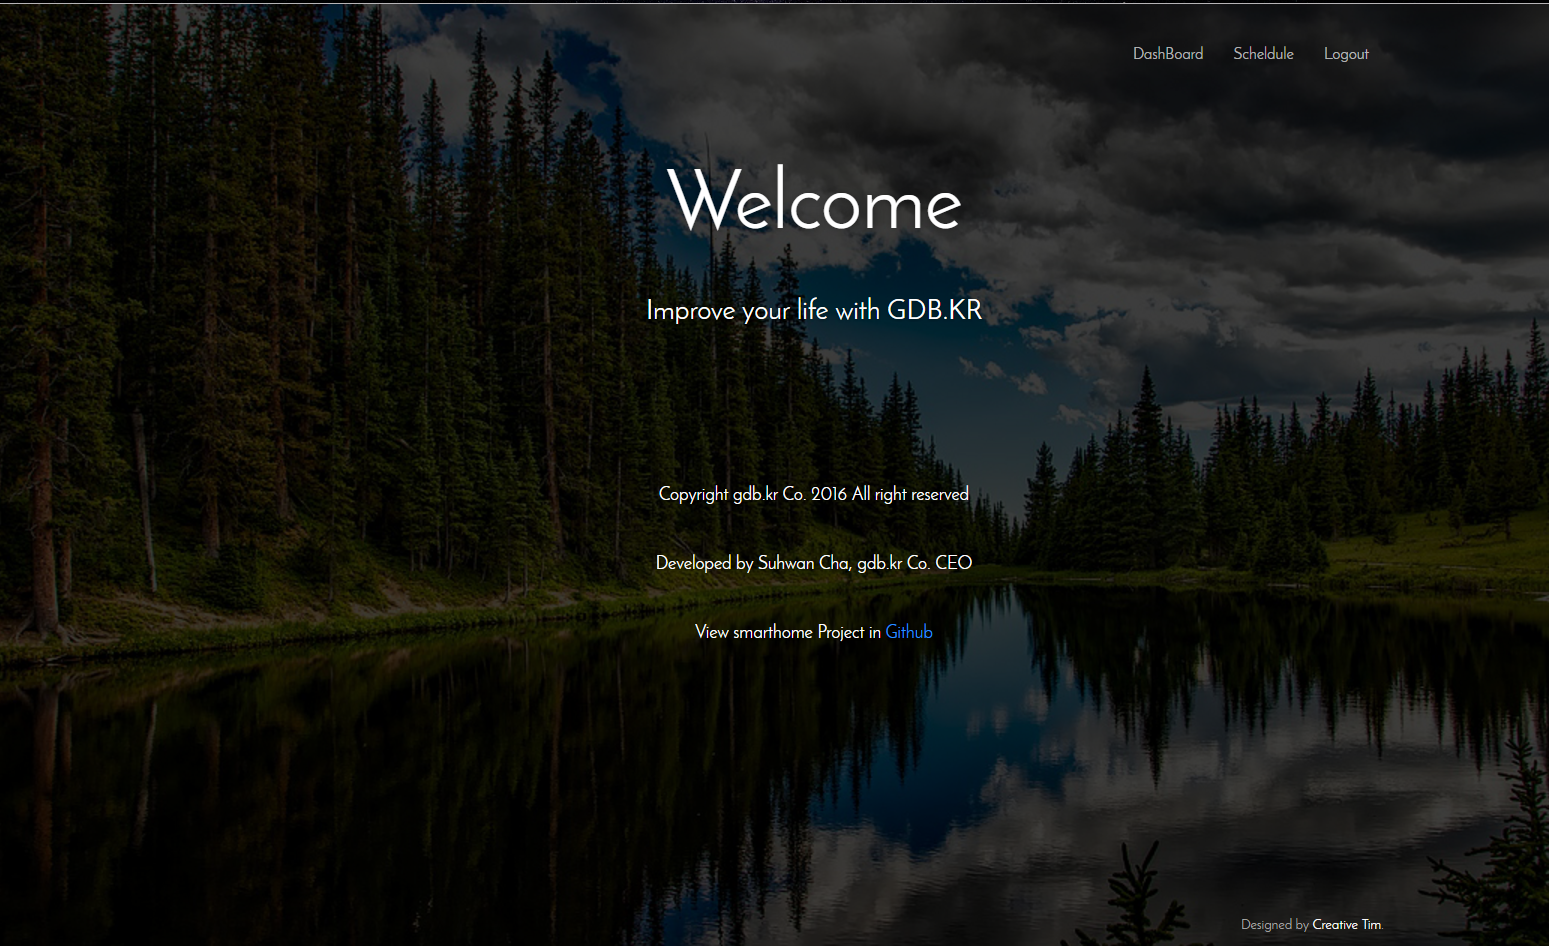 DashBoard Scheldule Logout
Welcome
Improve your life with GDB.KR
Copyright gdb.kr Co. 2016 All right reserved
Developed by Suhwan Cha, gdb.kr Co. CEO
View smarthome Project in Github
Designed by Creative Tim.